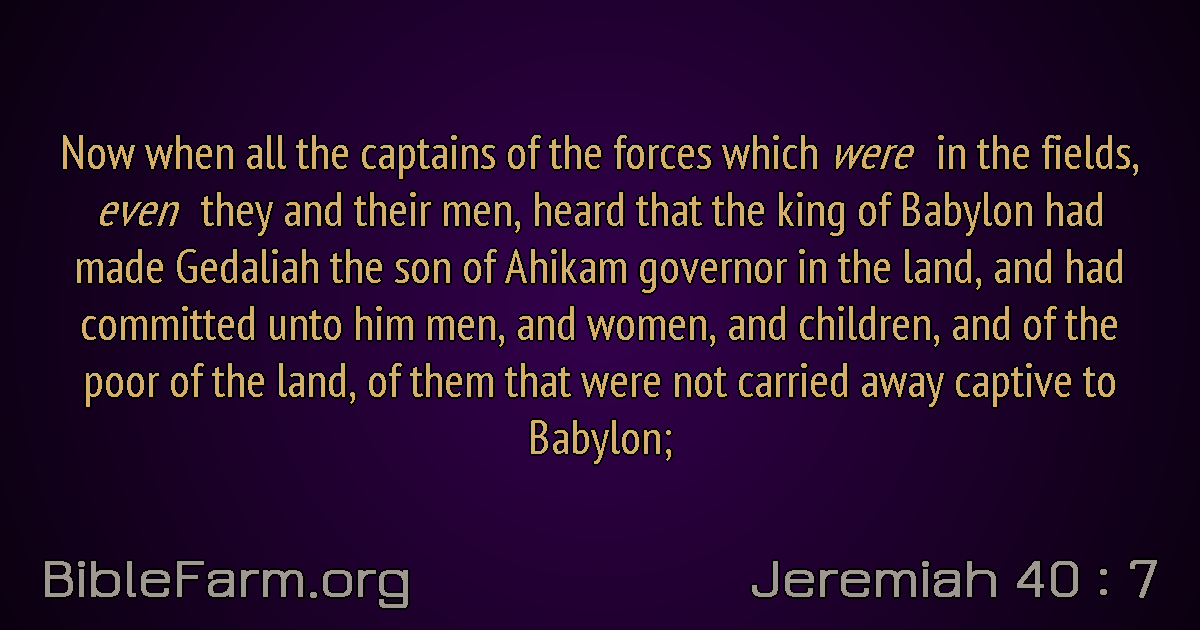 Now when all the captains of the forces which were in the fields,
even they and their men, heard that the king of Babylon had
made Gedaliah the son of Ahikam governor in the land, and had
committed unto him men, and women, and children, and of the
poor of the land, of them that were not carried away captive to
Babylon;
BibleFarm.org
Jeremiah 40 : 7